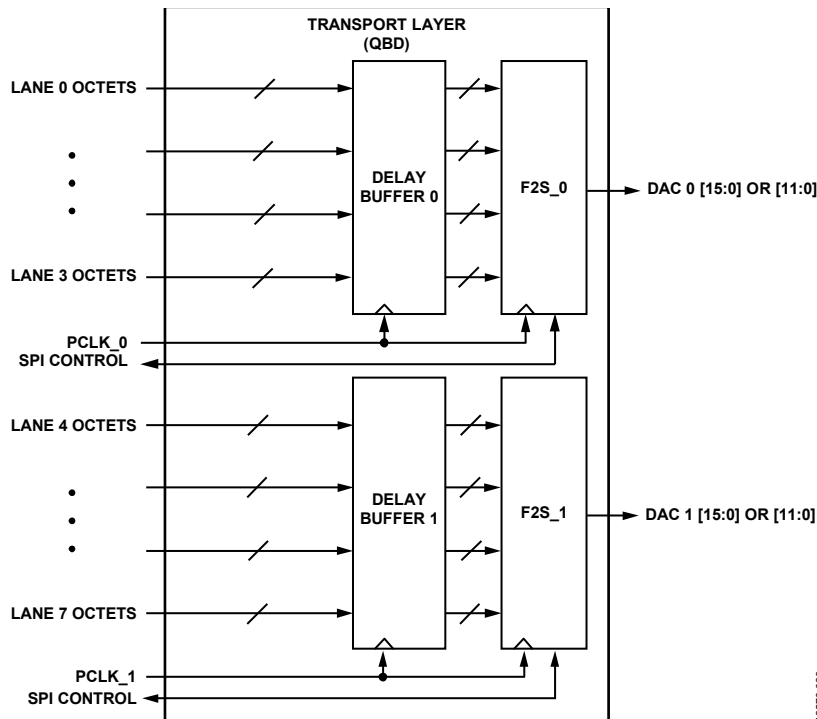 TRANSPORT LAYER
(QBD)
LANE 0 OCTETS
DELAY
BUFFER 0
F2S_0
DAC 0 [15:0] OR [11:0]
LANE 3 OCTETS
PCLK_0
SPI CONTROL
LANE 4 OCTETS
DELAY
BUFFER 1
F2S_1
DAC 1 [15:0] OR [11:0]
LANE 7 OCTETS
PCLK_1
SPI CONTROL